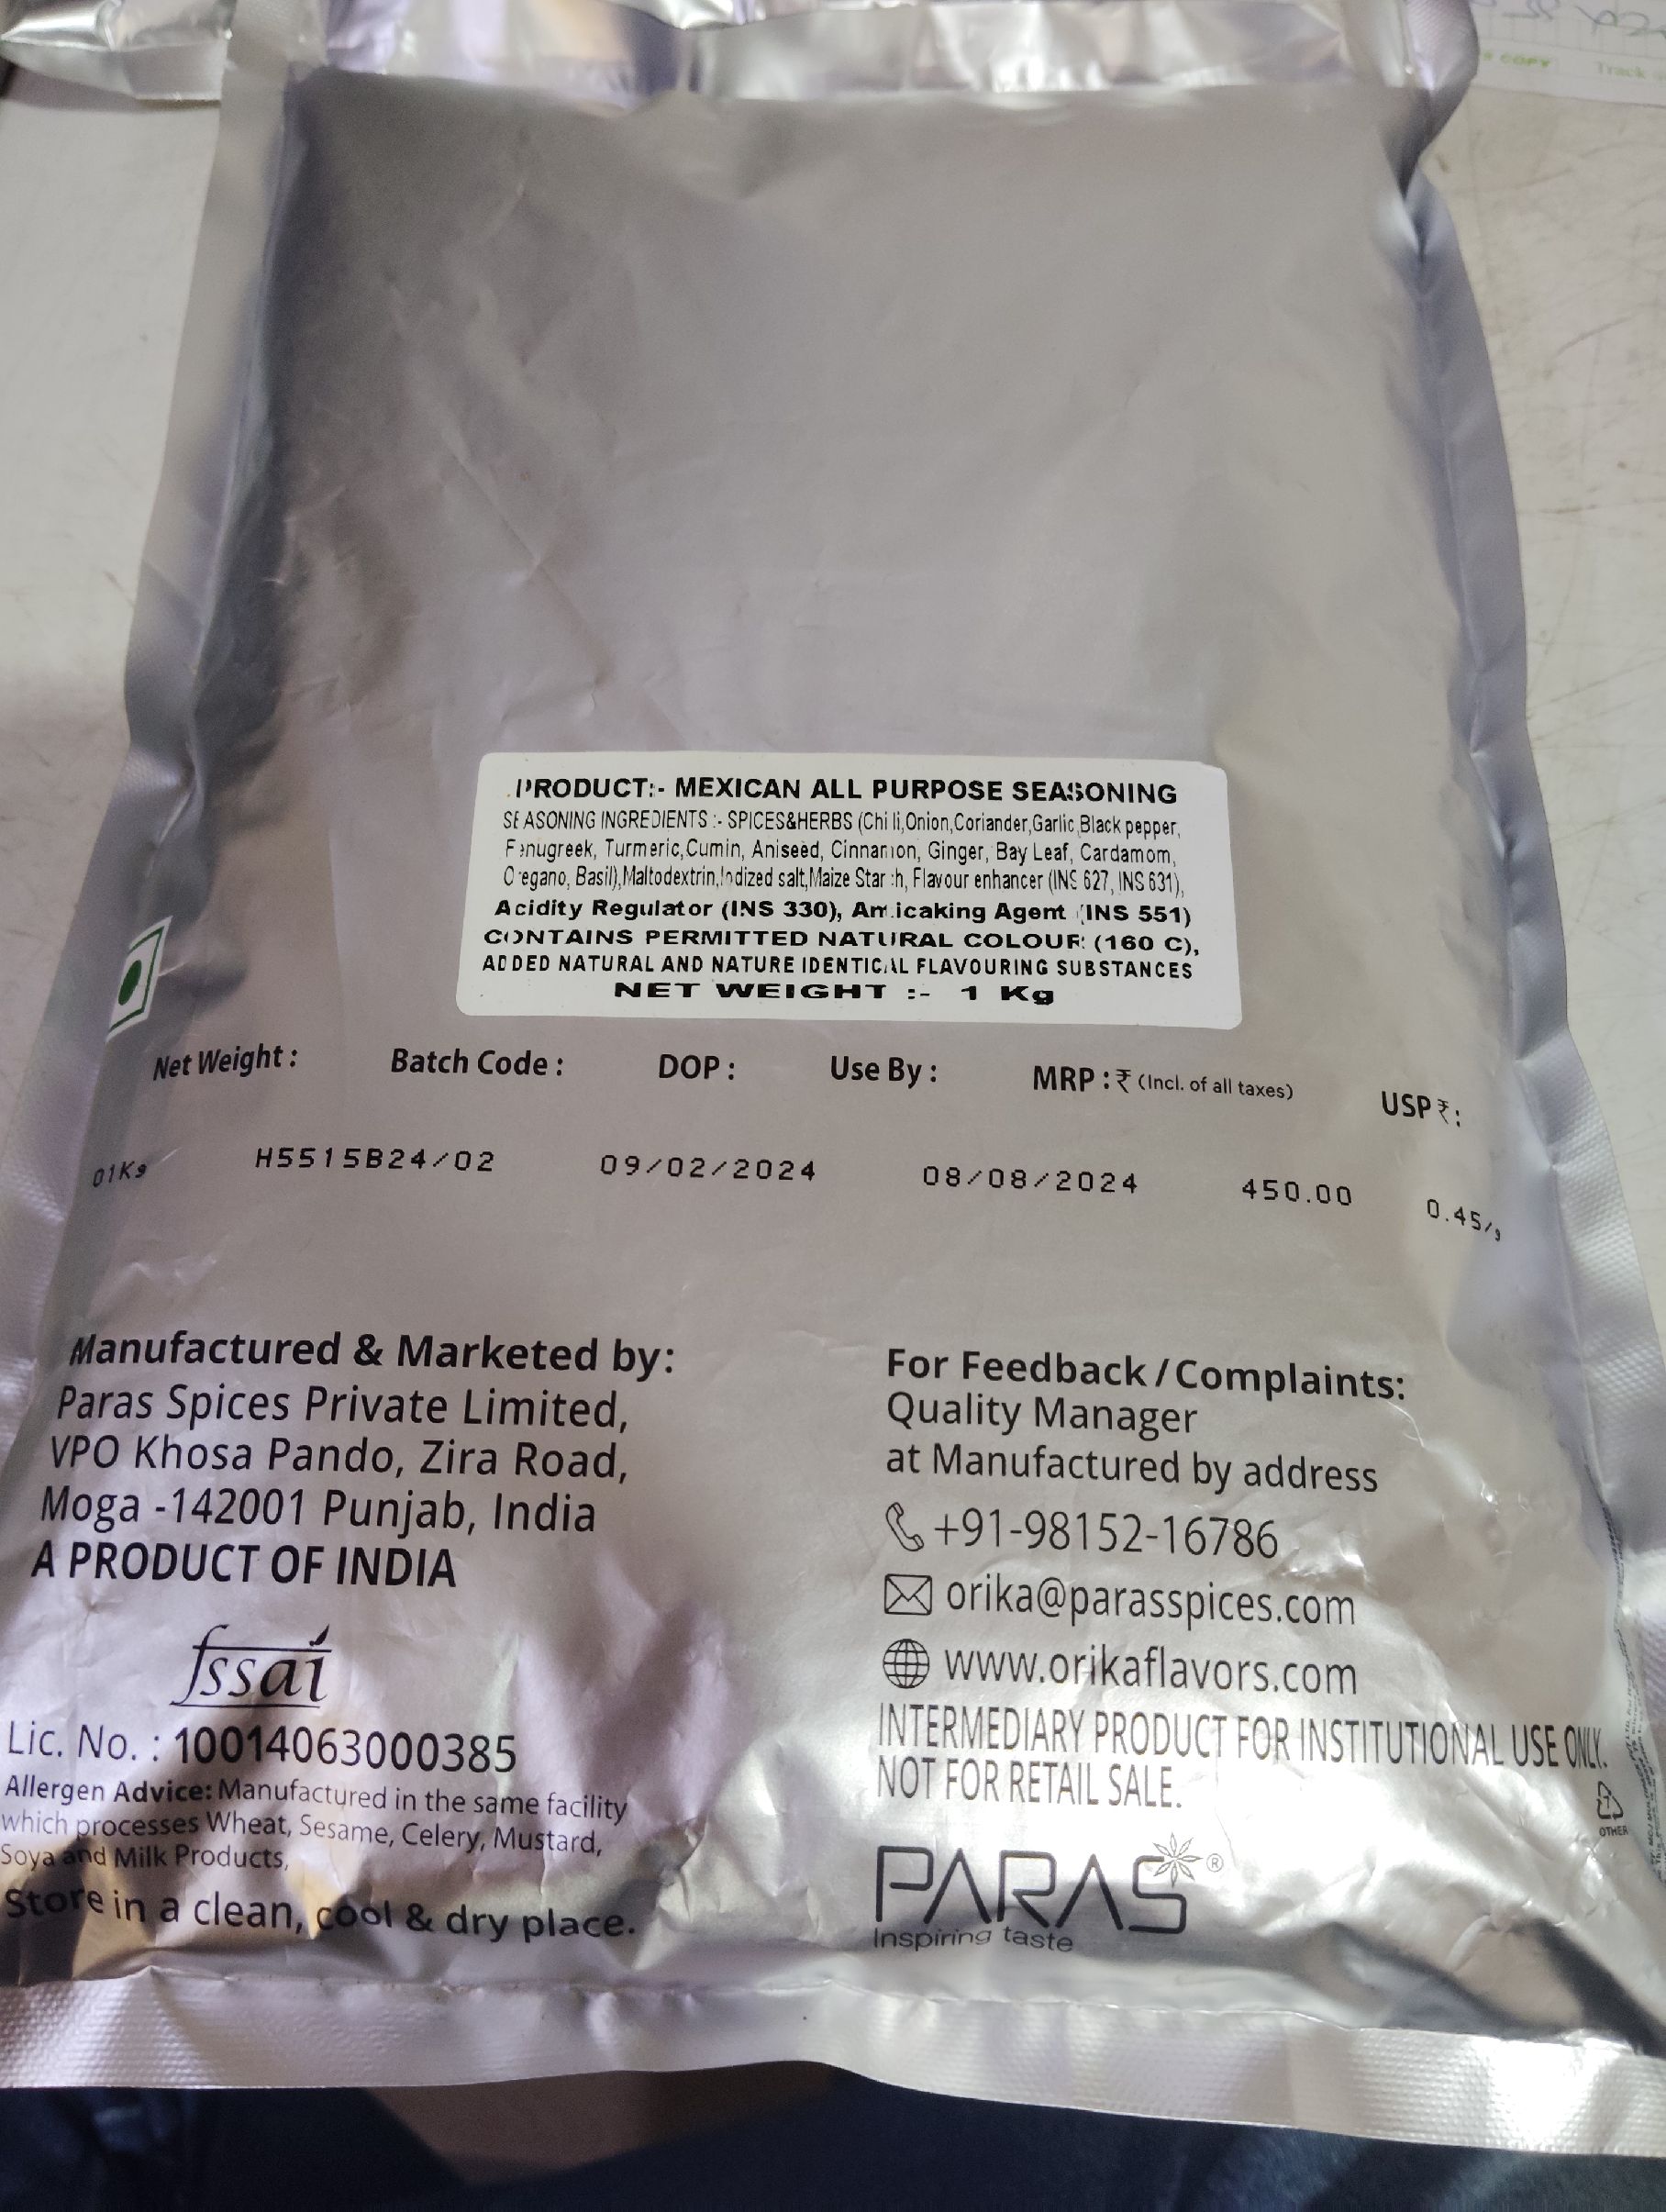 COPY Track
PRODUCT:- MEXICAN ALL PURPOSE SEASONING
SEASONING INGREDIENTS :- SPICES&HERBS (Chilli,Onion,Coriander,Garlic,Black pepper,
Fenugreek, Turmeric,Cumin, Aniseed, Cinnamon, Ginger, Bay Leaf, Cardamom,
Oregano, Basil),Maltodextrin,Iodized salt,Maize Starch, Flavour enhancer (INS 627, INS 631),
Acidity Regulator (INS 330), Anticaking Agent (INS 551)
CONTAINS PERMITTED NATURAL COLOUR (160 C),
ADDED NATURAL AND NATURE IDENTICAL FLAVOURING SUBSTANCES
NET WEIGHT :- 1 Kg
Net Weight : Batch Code : DOP : Use By : MRP : ₹ (Incl. of all taxes) USP ₹ :
01Kg H5515B24/02 09/02/2024 08/08/2024 450.00 0.45/g
Manufactured & Marketed by:
Paras Spices Private Limited,
VPO Khosa Pando, Zira Road,
Moga -142001 Punjab, India
A PRODUCT OF INDIA
fssai
Lic. No. : 10014063000385
Allergen Advice: Manufactured in the same facility
which processes Wheat, Sesame, Celery, Mustard,
Soya and Milk Products,
Store in a clean, cool & dry place.
For Feedback / Complaints:
Quality Manager
at Manufactured by address
+91-98152-16786
orika@parasspices.com
www.orikaflavors.com
INTERMEDIARY PRODUCT FOR INSTITUTIONAL USE ONLY.
NOT FOR RETAIL SALE.
7
OTHER
PARAS ®
Inspiring taste